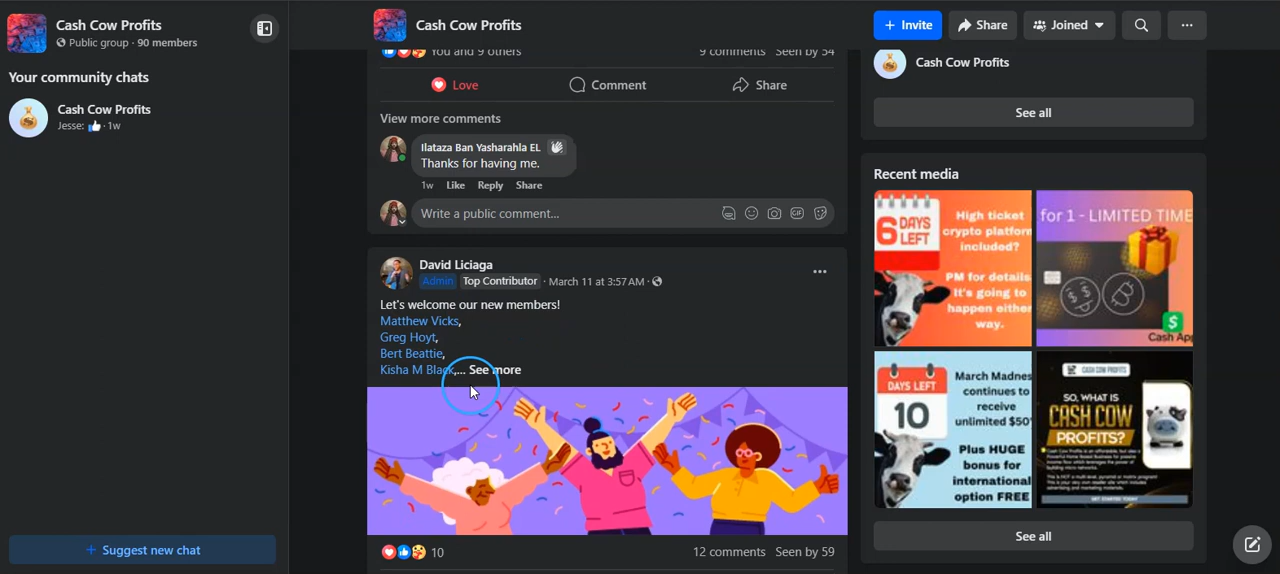 Cash Cow Profits
Public group · 90 members
Your community chats
Cash Cow Profits
Jesse: 👍 · 1w
+ Suggest new chat
Cash Cow Profits
+ Invite
Share
Joined
...
You and 9 others
9 comments Seen by 54
Love
Comment
Share
View more comments
Ilataza Ban Yasharahla EL
Thanks for having me.
1w Like Reply Share
Write a public comment...
GIF
David Liciaga
Admin Top Contributor · March 11 at 3:57 AM ·
Let's welcome our new members!
Matthew Vicks,
Greg Hoyt,
Bert Beattie,
Kisha M Black,... See more
10
12 comments Seen by 59
Cash Cow Profits
See all
Recent media
6 DAYS
LEFT
High ticket
crypto platform
included?
PM for details.
It's going to
happen either
way.
for 1 - LIMITED TIME
Cash App
DAYS LEFT
10
March Madnes
continues to
receive
unlimited $50
Plus HUGE
bonus for
international
option FREE
CASH COW PROFITS
SO, WHAT IS
CASH COW
PROFITS?
See all